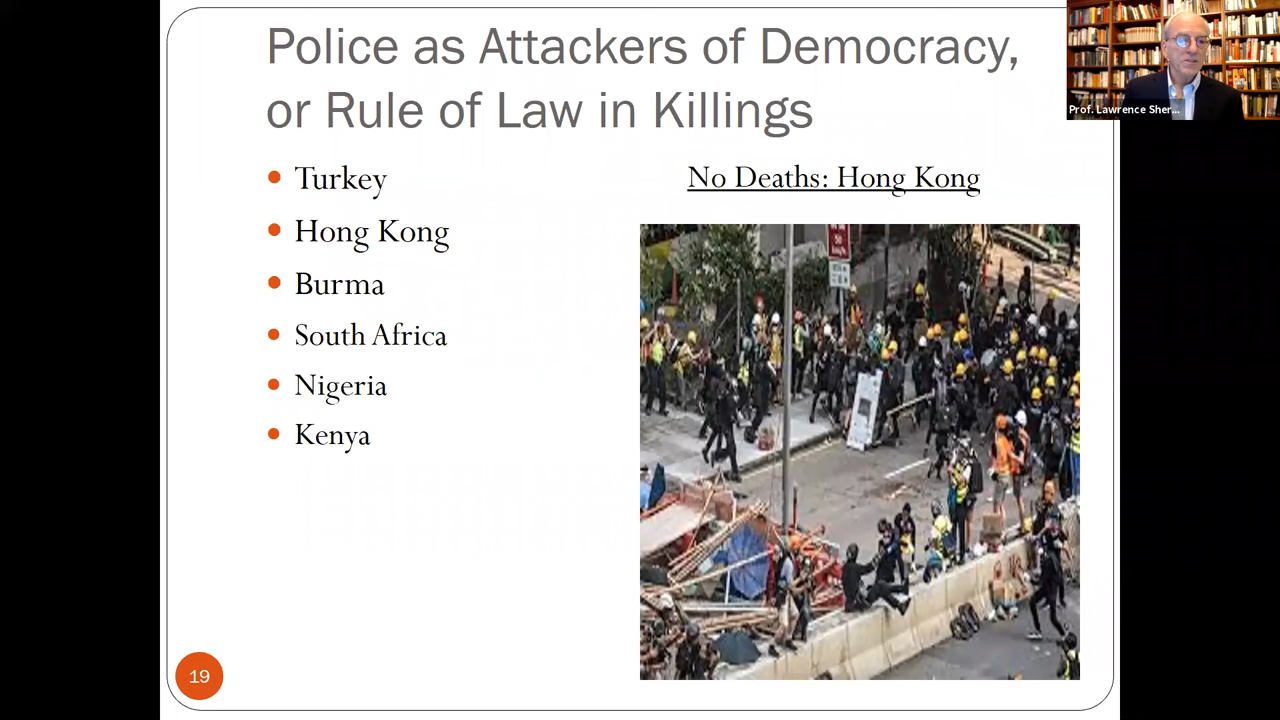 Police as Attackers of Democracy,
or Rule of Law in Killings
Turkey
Hong Kong
Burma
South Africa
Nigeria
Kenya
No Deaths: Hong Kong
Prof. Lawrence Sher...
19